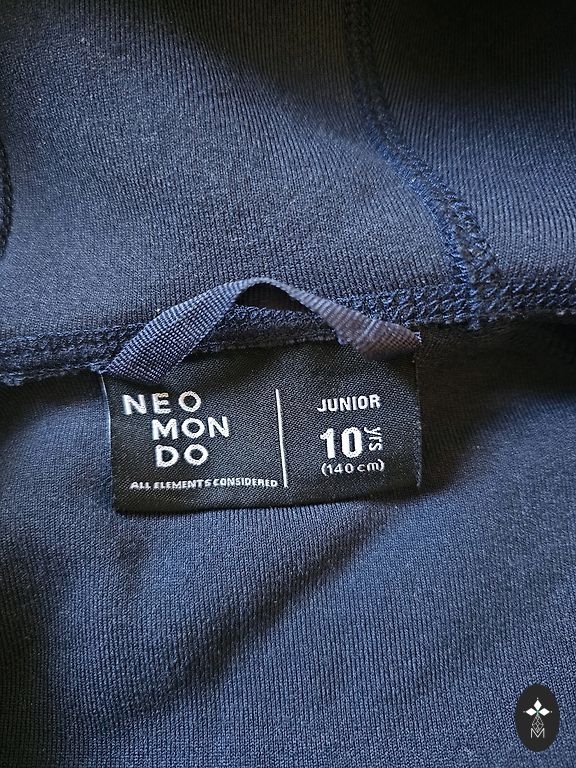 NEO
MON
DO
ALL ELEMENTS CONSIDERED
JUNIOR
10 yrs
(140 cm)